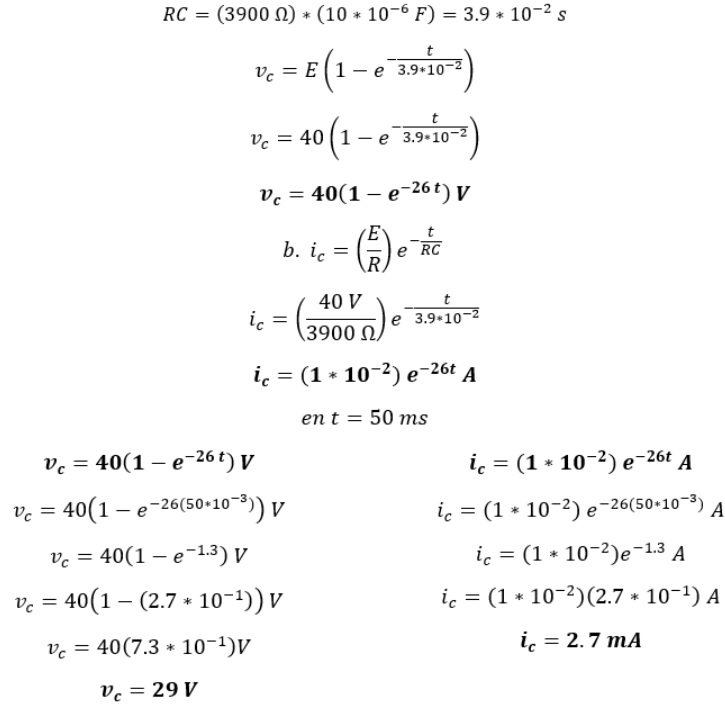 RC = (3900 Ω) * (10 * 10⁻⁶ F) = 3.9 * 10⁻² s
v_c = E(1 − e^(−t/(3.9*10⁻²)))
v_c = 40(1 − e^(−t/(3.9*10⁻²)))
v_c = 40(1 − e^(−26 t)) V
b. i_c = (E/R) e^(−t/RC)
i_c = (40 V/3900 Ω) e^(−t/(3.9*10⁻²))
i_c = (1 * 10⁻²) e^(−26t) A
en t = 50 ms
v_c = 40(1 − e^(−26 t)) V
v_c = 40(1 − e^(−26(50*10⁻³))) V
v_c = 40(1 − e^(−1.3)) V
v_c = 40(1 − (2.7 * 10⁻¹)) V
v_c = 40(7.3 * 10⁻¹)V
v_c = 29 V
i_c = (1 * 10⁻²) e^(−26t) A
i_c = (1 * 10⁻²) e^(−26(50*10⁻³)) A
i_c = (1 * 10⁻²)e^(−1.3) A
i_c = (1 * 10⁻²)(2.7 * 10⁻¹) A
i_c = 2.7 mA